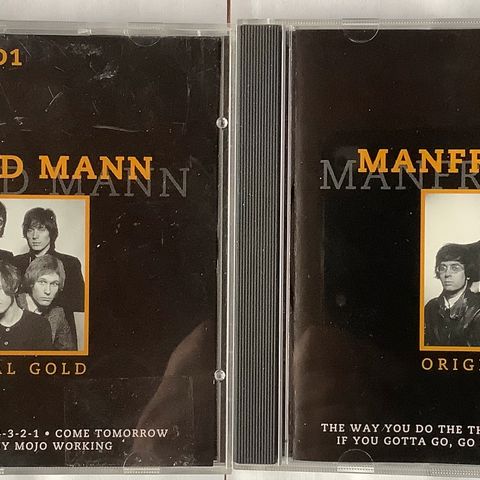 D1
D MANN
D MANN
AL GOLD
-3-2-1 • COME TOMORROW
Y MOJO WORKING
MANFR
MANFR
ORIG
THE WAY YOU DO THE TH
IF YOU GOTTA GO, GO